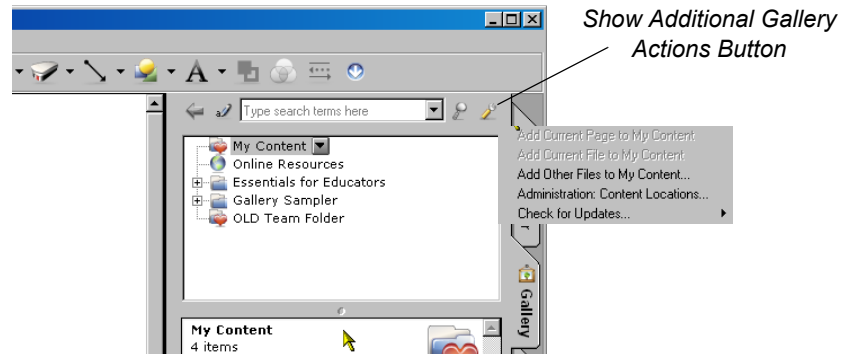 Show Additional Gallery
Actions Button
A
Type search terms here
My Content
Online Resources
Essentials for Educators
Gallery Sampler
OLD Team Folder
Add Current Page to My Content
Add Current File to My Content
Add Other Files to My Content...
Administration: Content Locations...
Check for Updates...
Gallery
My Content
4 items